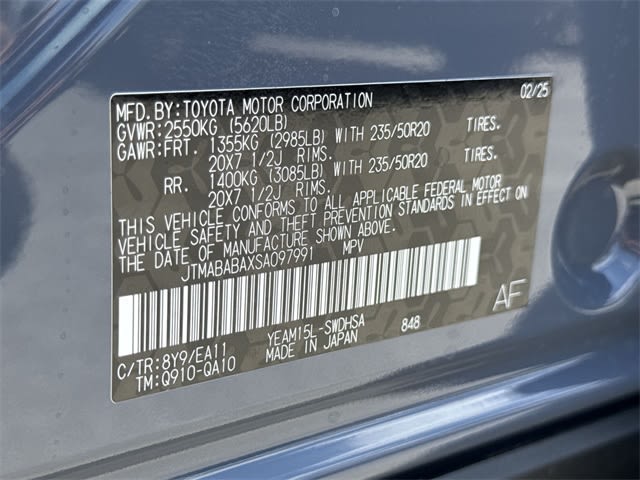 MFD.BY:TOYOTA MOTOR CORPORATION 02/25
GVWR:2550KG (5620LB)
GAWR:FRT. 1355KG (2985LB) WITH 235/50R20 TIRES.
20X7 1/2J RIMS.
RR. 1400KG (3085LB) WITH 235/50R20 TIRES.
20X7 1/2J RIMS.
THIS VEHICLE CONFORMS TO ALL APPLICABLE FEDERAL MOTOR
VEHICLE SAFETY AND THEFT PREVENTION STANDARDS IN EFFECT ON
THE DATE OF MANUFACTURE SHOWN ABOVE.
JTMABABAXSA097991 MPV
AF
YEAM15L-SWDHSA 848
C/TR:8Y9/EA11 MADE IN JAPAN
TM:Q910-QA10